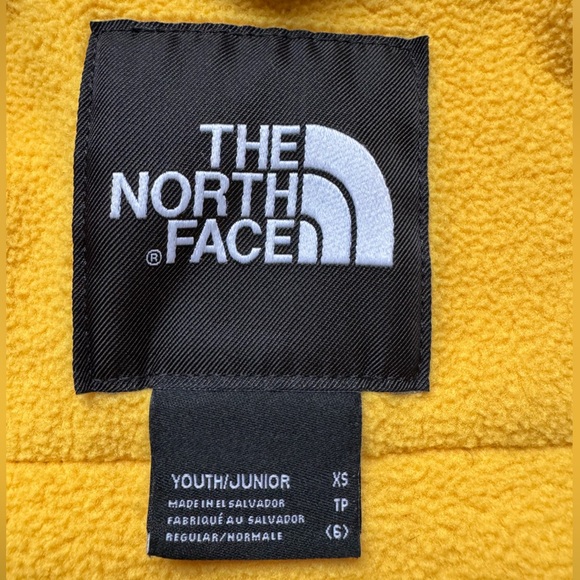 THE
NORTH
® FACE
YOUTH/JUNIOR XS
MADE IN EL SALVADOR TP
FABRIQUÉ AU SALVADOR
REGULAR/NORMALE (6)